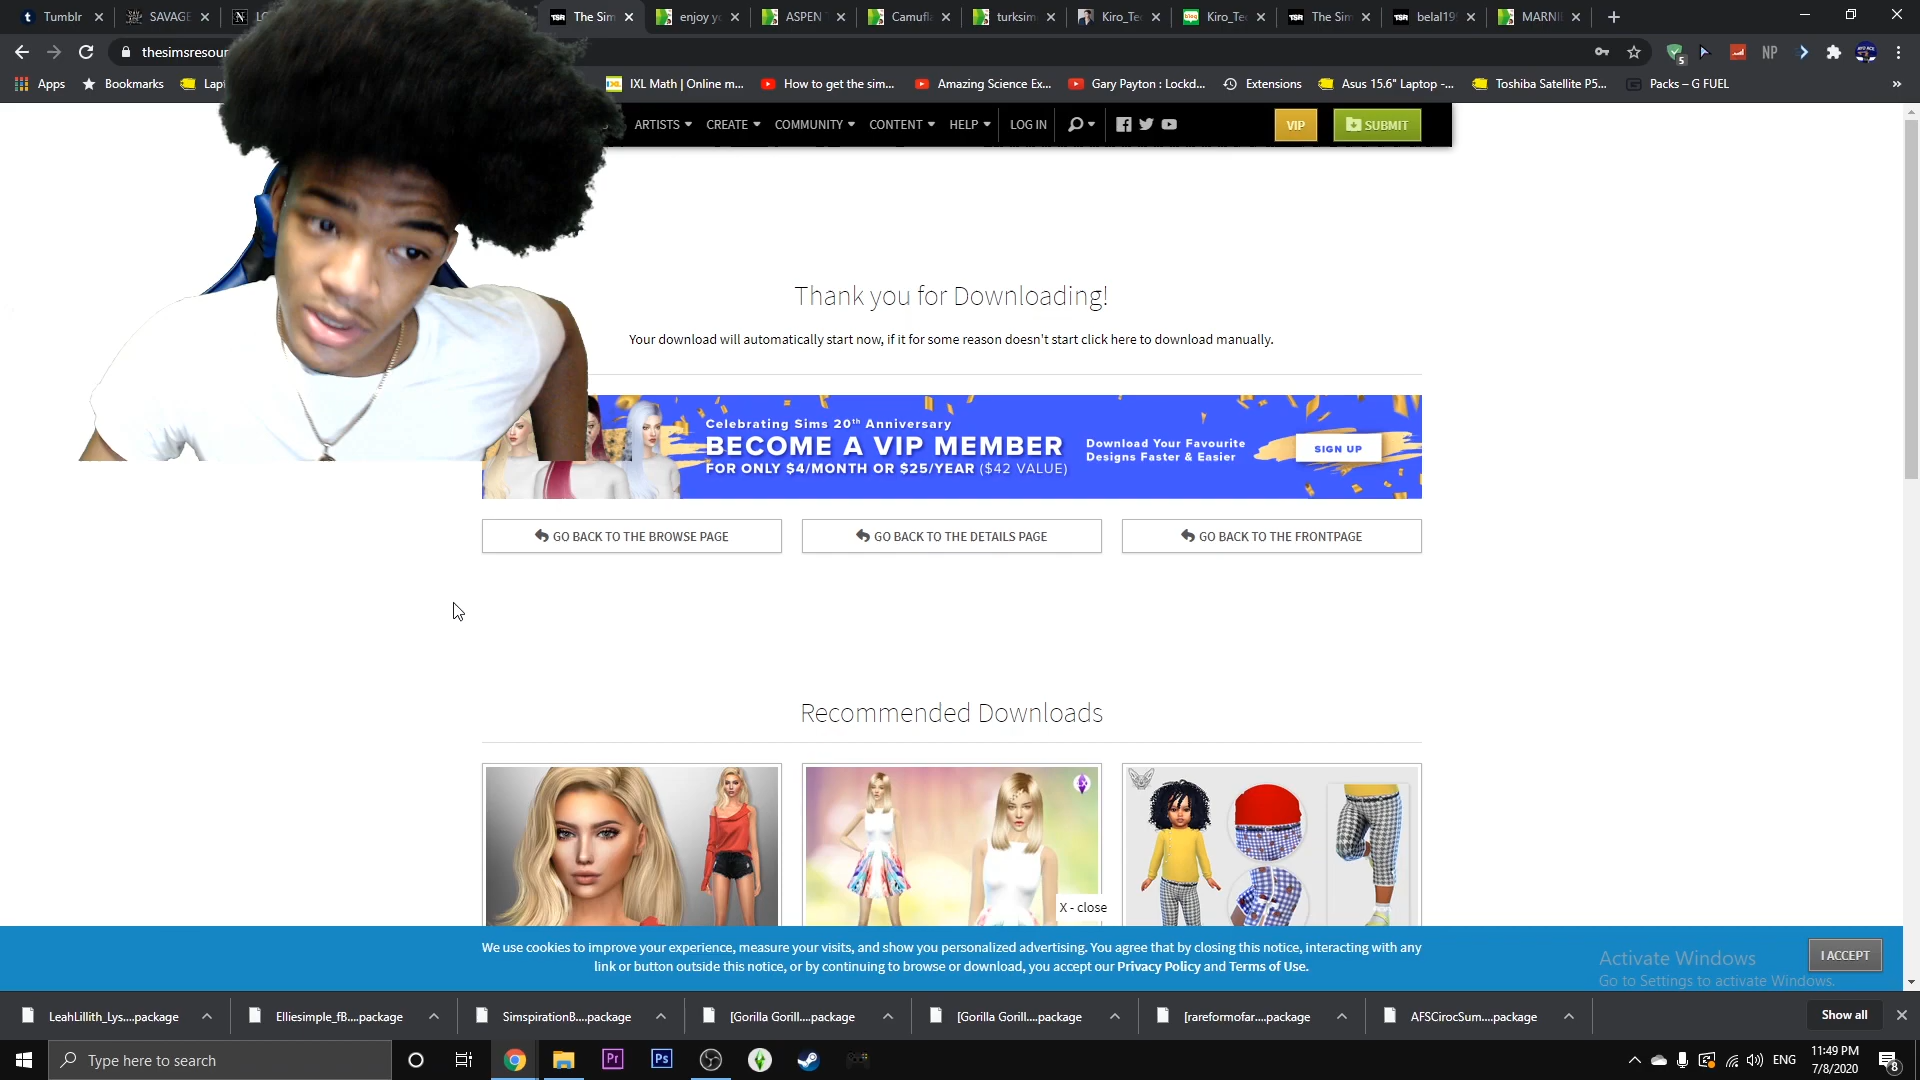 Tumblr
SAVAGE
The Sim
enjoy yo
ASPEN
Camufl
turksim
Kiro_Tec
Kiro_Tec
The Sim
belal19
MARNI
thesimsresour
5
NP
Apps
Bookmarks
Lap
IXL Math | Online m...
How to get the sim...
Amazing Science Ex...
Gary Payton : Lockd...
Extensions
Asus 15.6" Laptop -...
Toshiba Satellite P5...
Packs – G FUEL
»
ARTISTS
CREATE
COMMUNITY
CONTENT
HELP
LOG IN
VIP
SUBMIT
Thank you for Downloading!
Your download will automatically start now, if it for some reason doesn't start click here to download manually.
Celebrating Sims 20th Anniversary
BECOME A VIP MEMBER
FOR ONLY $4/MONTH OR $25/YEAR ($42 VALUE)
Download Your Favourite
Designs Faster & Easier
SIGN UP
GO BACK TO THE BROWSE PAGE
GO BACK TO THE DETAILS PAGE
GO BACK TO THE FRONTPAGE
Recommended Downloads
X - close
We use cookies to improve your experience, measure your visits, and show you personalized advertising. You agree that by closing this notice, interacting with any
link or button outside this notice, or by continuing to browse or download, you accept our Privacy Policy and Terms of Use.
I ACCEPT
Activate Windows
Go to Settings to activate Windows.
LeahLillith_Lys....package
Elliesimple_fB....package
SimspirationB....package
[Gorilla Gorill....package
[Gorilla Gorill....package
[rareformofar....package
AFSCirocSum....package
Show all
Type here to search
Pr
Ps
ENG
11:49 PM
7/8/2020
8